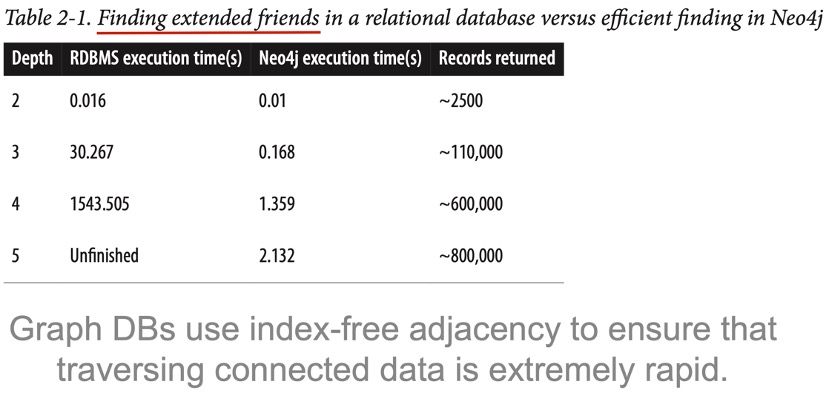 Table 2-1. Finding extended friends in a relational database versus efficient finding in Neo4j
Depth RDBMS execution time(s) Neo4j execution time(s) Records returned
2 0.016 0.01 ~2500
3 30.267 0.168 ~110,000
4 1543.505 1.359 ~600,000
5 Unfinished 2.132 ~800,000
Graph DBs use index-free adjacency to ensure that
traversing connected data is extremely rapid.